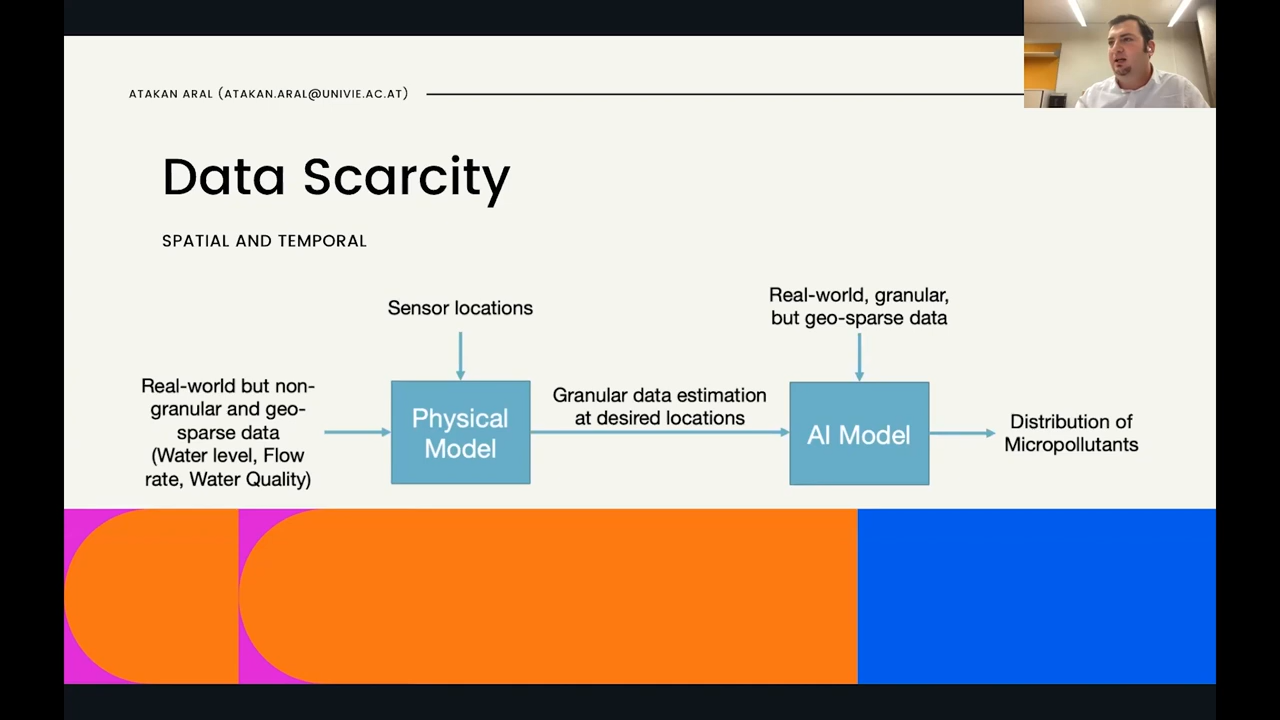 ATAKAN ARAL (ATAKAN.ARAL@UNIVIE.AC.AT)
Data Scarcity
SPATIAL AND TEMPORAL
Sensor locations
Real-world, granular,
but geo-sparse data
Real-world but non-
granular and geo-
sparse data
(Water level, Flow
rate, Water Quality)
Physical
Model
Granular data estimation
at desired locations
AI Model
Distribution of
Micropollutants